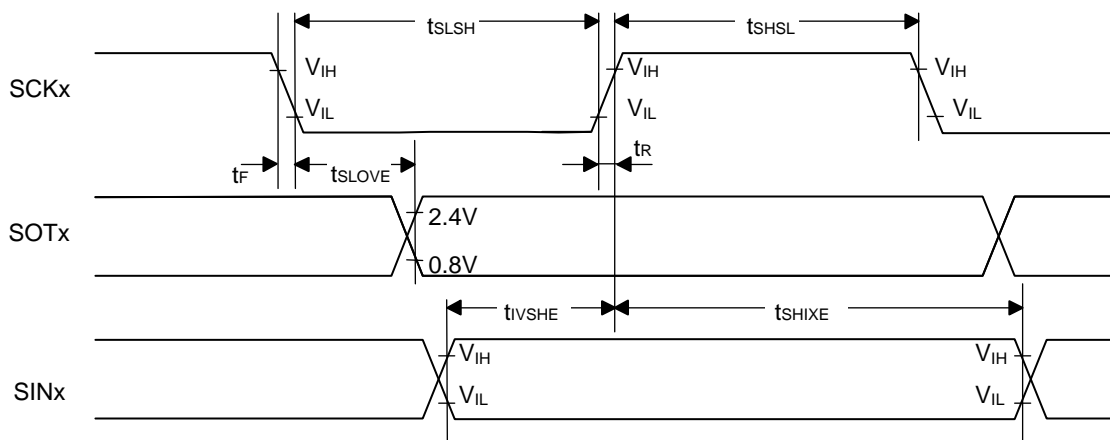 tSLSH tSHSL
SCKx VIH VIH VIH
VIL VIL VIL
tF tSLOVE tR
SOTx 2.4V
0.8V
tIVSHE tSHIXE
SINx VIH VIH
VIL VIL